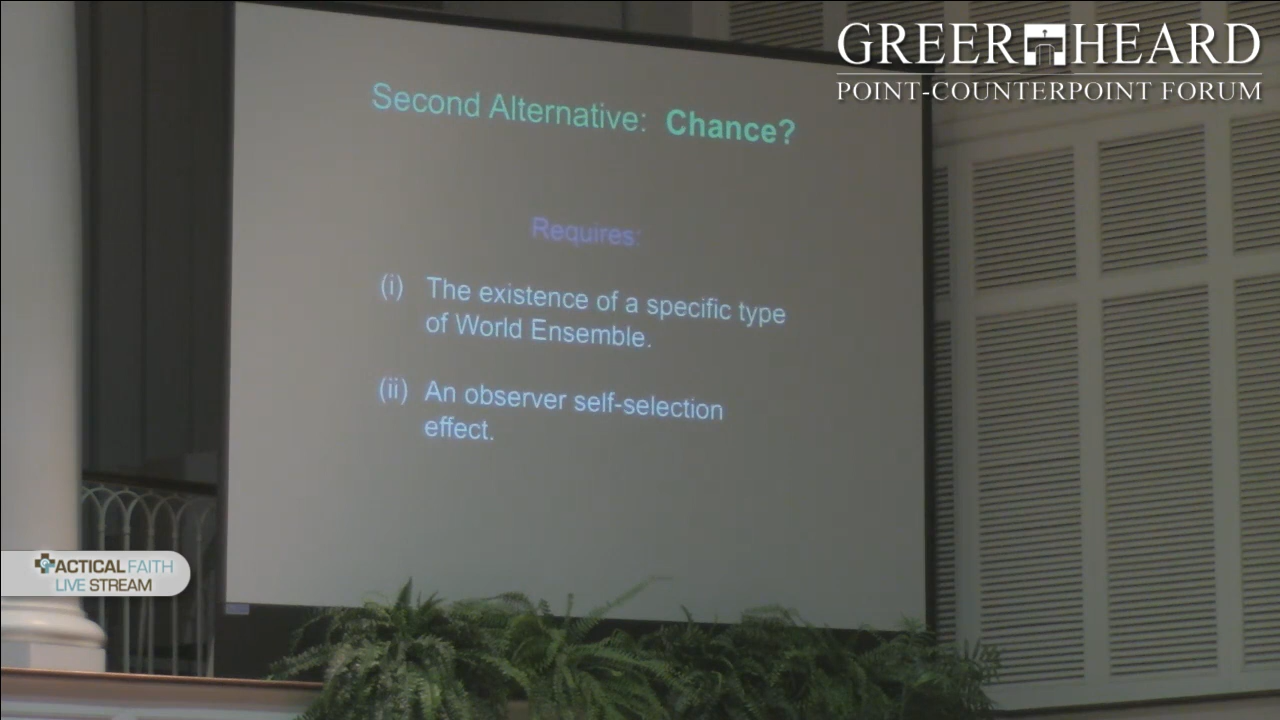 GREER HEARD
POINT-COUNTERPOINT FORUM
Second Alternative: Chance?
Requires:
(i) The existence of a specific type
of World Ensemble.
(ii) An observer self-selection
effect.
TACTICAL FAITH
LIVE STREAM